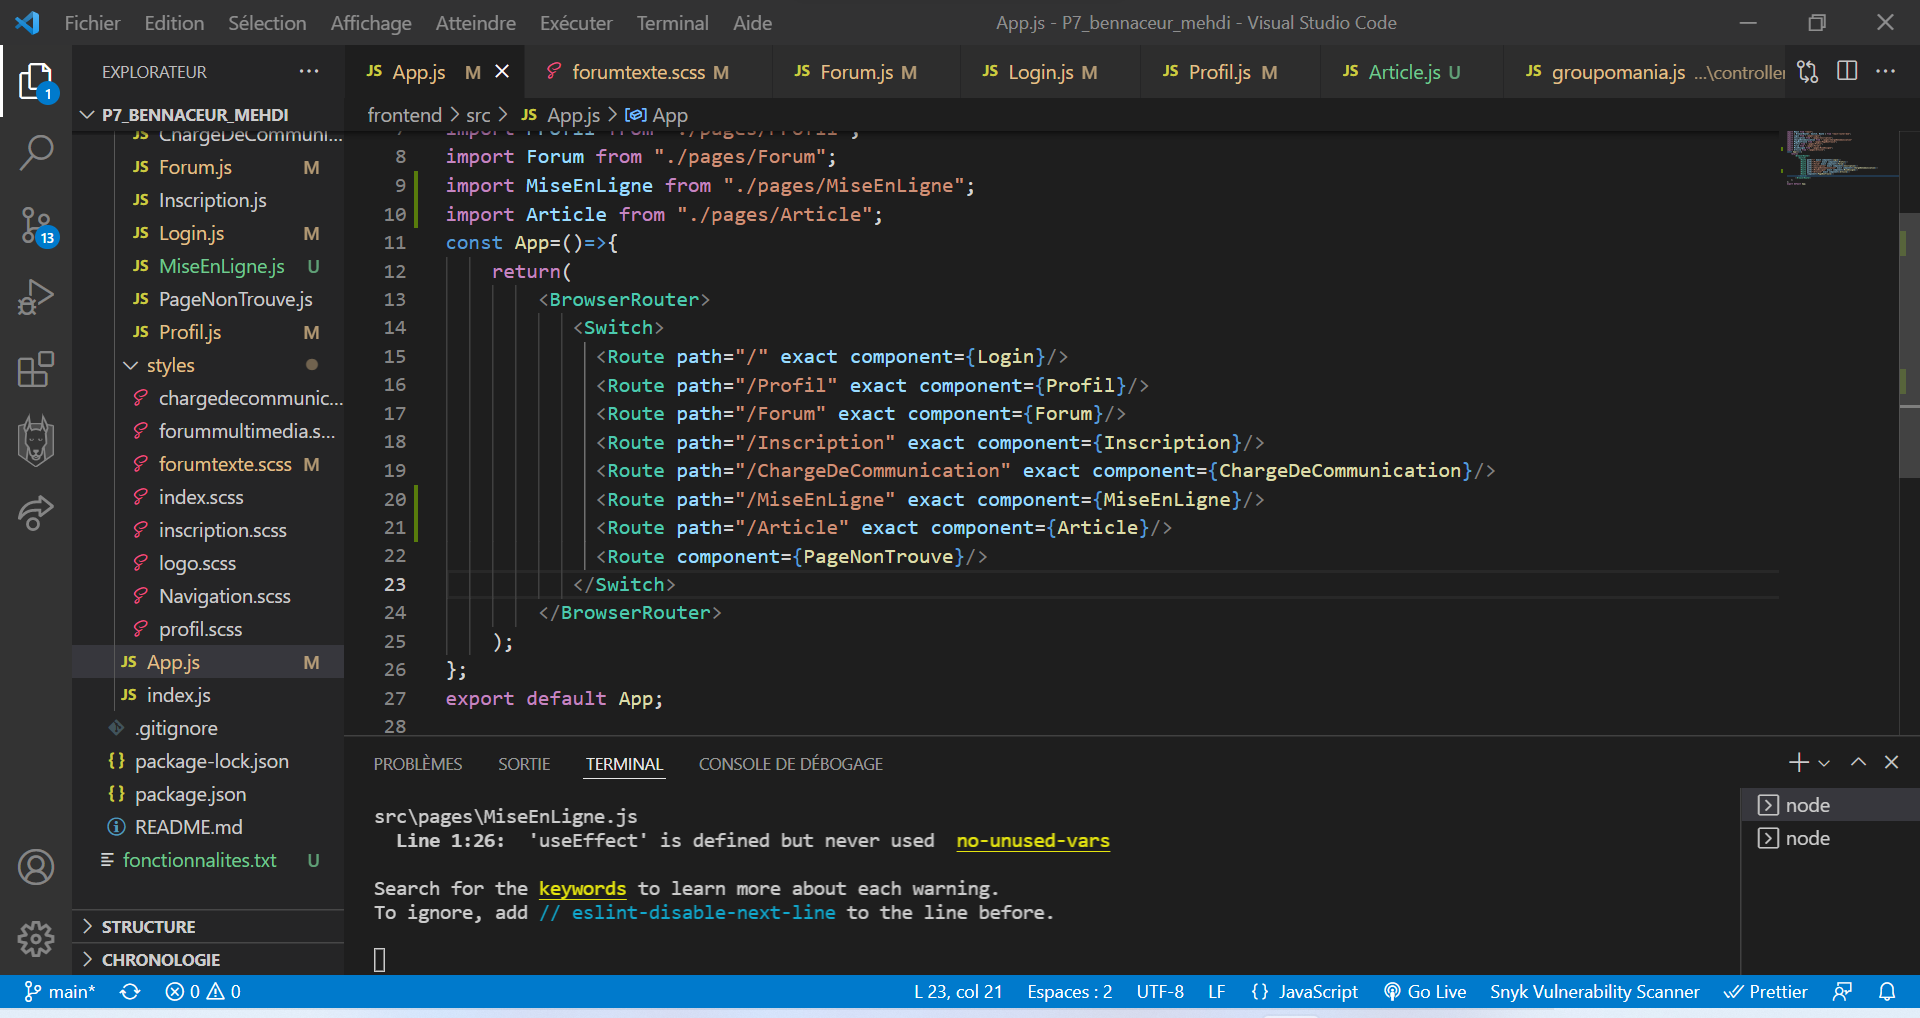 Fichier Edition Sélection Affichage Atteindre Exécuter Terminal Aide
App.js - P7_bennaceur_mehdi - Visual Studio Code
EXPLORATEUR
App.js M
forumtexte.scss M
Forum.js M
Login.js M
Profil.js M
Article.js U
groupomania.js ...\controller
P7_BENNACEUR_MEHDI
frontend > src > JS App.js > App
JS ChargeDeCommuni...
JS Forum.js M
JS Inscription.js
JS Login.js M
JS MiseEnLigne.js U
JS PageNonTrouve.js
JS Profil.js M
styles
chargedecommunic...
forummultimedia.s...
forumtexte.scss M
index.scss
inscription.scss
logo.scss
Navigation.scss
profil.scss
JS App.js M
JS index.js
.gitignore
{} package-lock.json
{} package.json
README.md
fonctionnalites.txt U
STRUCTURE
CHRONOLOGIE
1
13
7 import Profil from "./pages/Profil";
8 import Forum from "./pages/Forum";
9 import MiseEnLigne from "./pages/MiseEnLigne";
10 import Article from "./pages/Article";
11 const App=()=>{
12 return(
13 <BrowserRouter>
14 <Switch>
15 <Route path="/" exact component={Login}/>
16 <Route path="/Profil" exact component={Profil}/>
17 <Route path="/Forum" exact component={Forum}/>
18 <Route path="/Inscription" exact component={Inscription}/>
19 <Route path="/ChargeDeCommunication" exact component={ChargeDeCommunication}/>
20 <Route path="/MiseEnLigne" exact component={MiseEnLigne}/>
21 <Route path="/Article" exact component={Article}/>
22 <Route component={PageNonTrouve}/>
23 </Switch>
24 </BrowserRouter>
25 );
26 };
27 export default App;
28
PROBLÈMES SORTIE TERMINAL CONSOLE DE DÉBOGAGE
src\pages\MiseEnLigne.js
Line 1:26: 'useEffect' is defined but never used no-unused-vars
Search for the keywords to learn more about each warning.
To ignore, add // eslint-disable-next-line to the line before.
node
node
main* 0 0
L 23, col 21 Espaces : 2 UTF-8 LF {} JavaScript Go Live Snyk Vulnerability Scanner Prettier